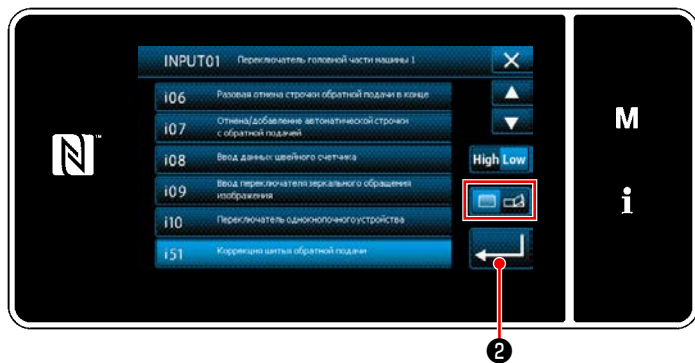 INPUT01 Переключатель головной части машины 1
i06 Разовая отмена строчки обратной подачи в конце
i07 Отмена/добавление автоматической строчки
с обратной подачей
i08 Ввод данных швейного счетчика
High Low
i09 Ввод переключателя зеркального обращения
изображения
i10 Переключатель однокнопочного устройства
i51 Коррекция шитья обратной подачи
M
i
N
2